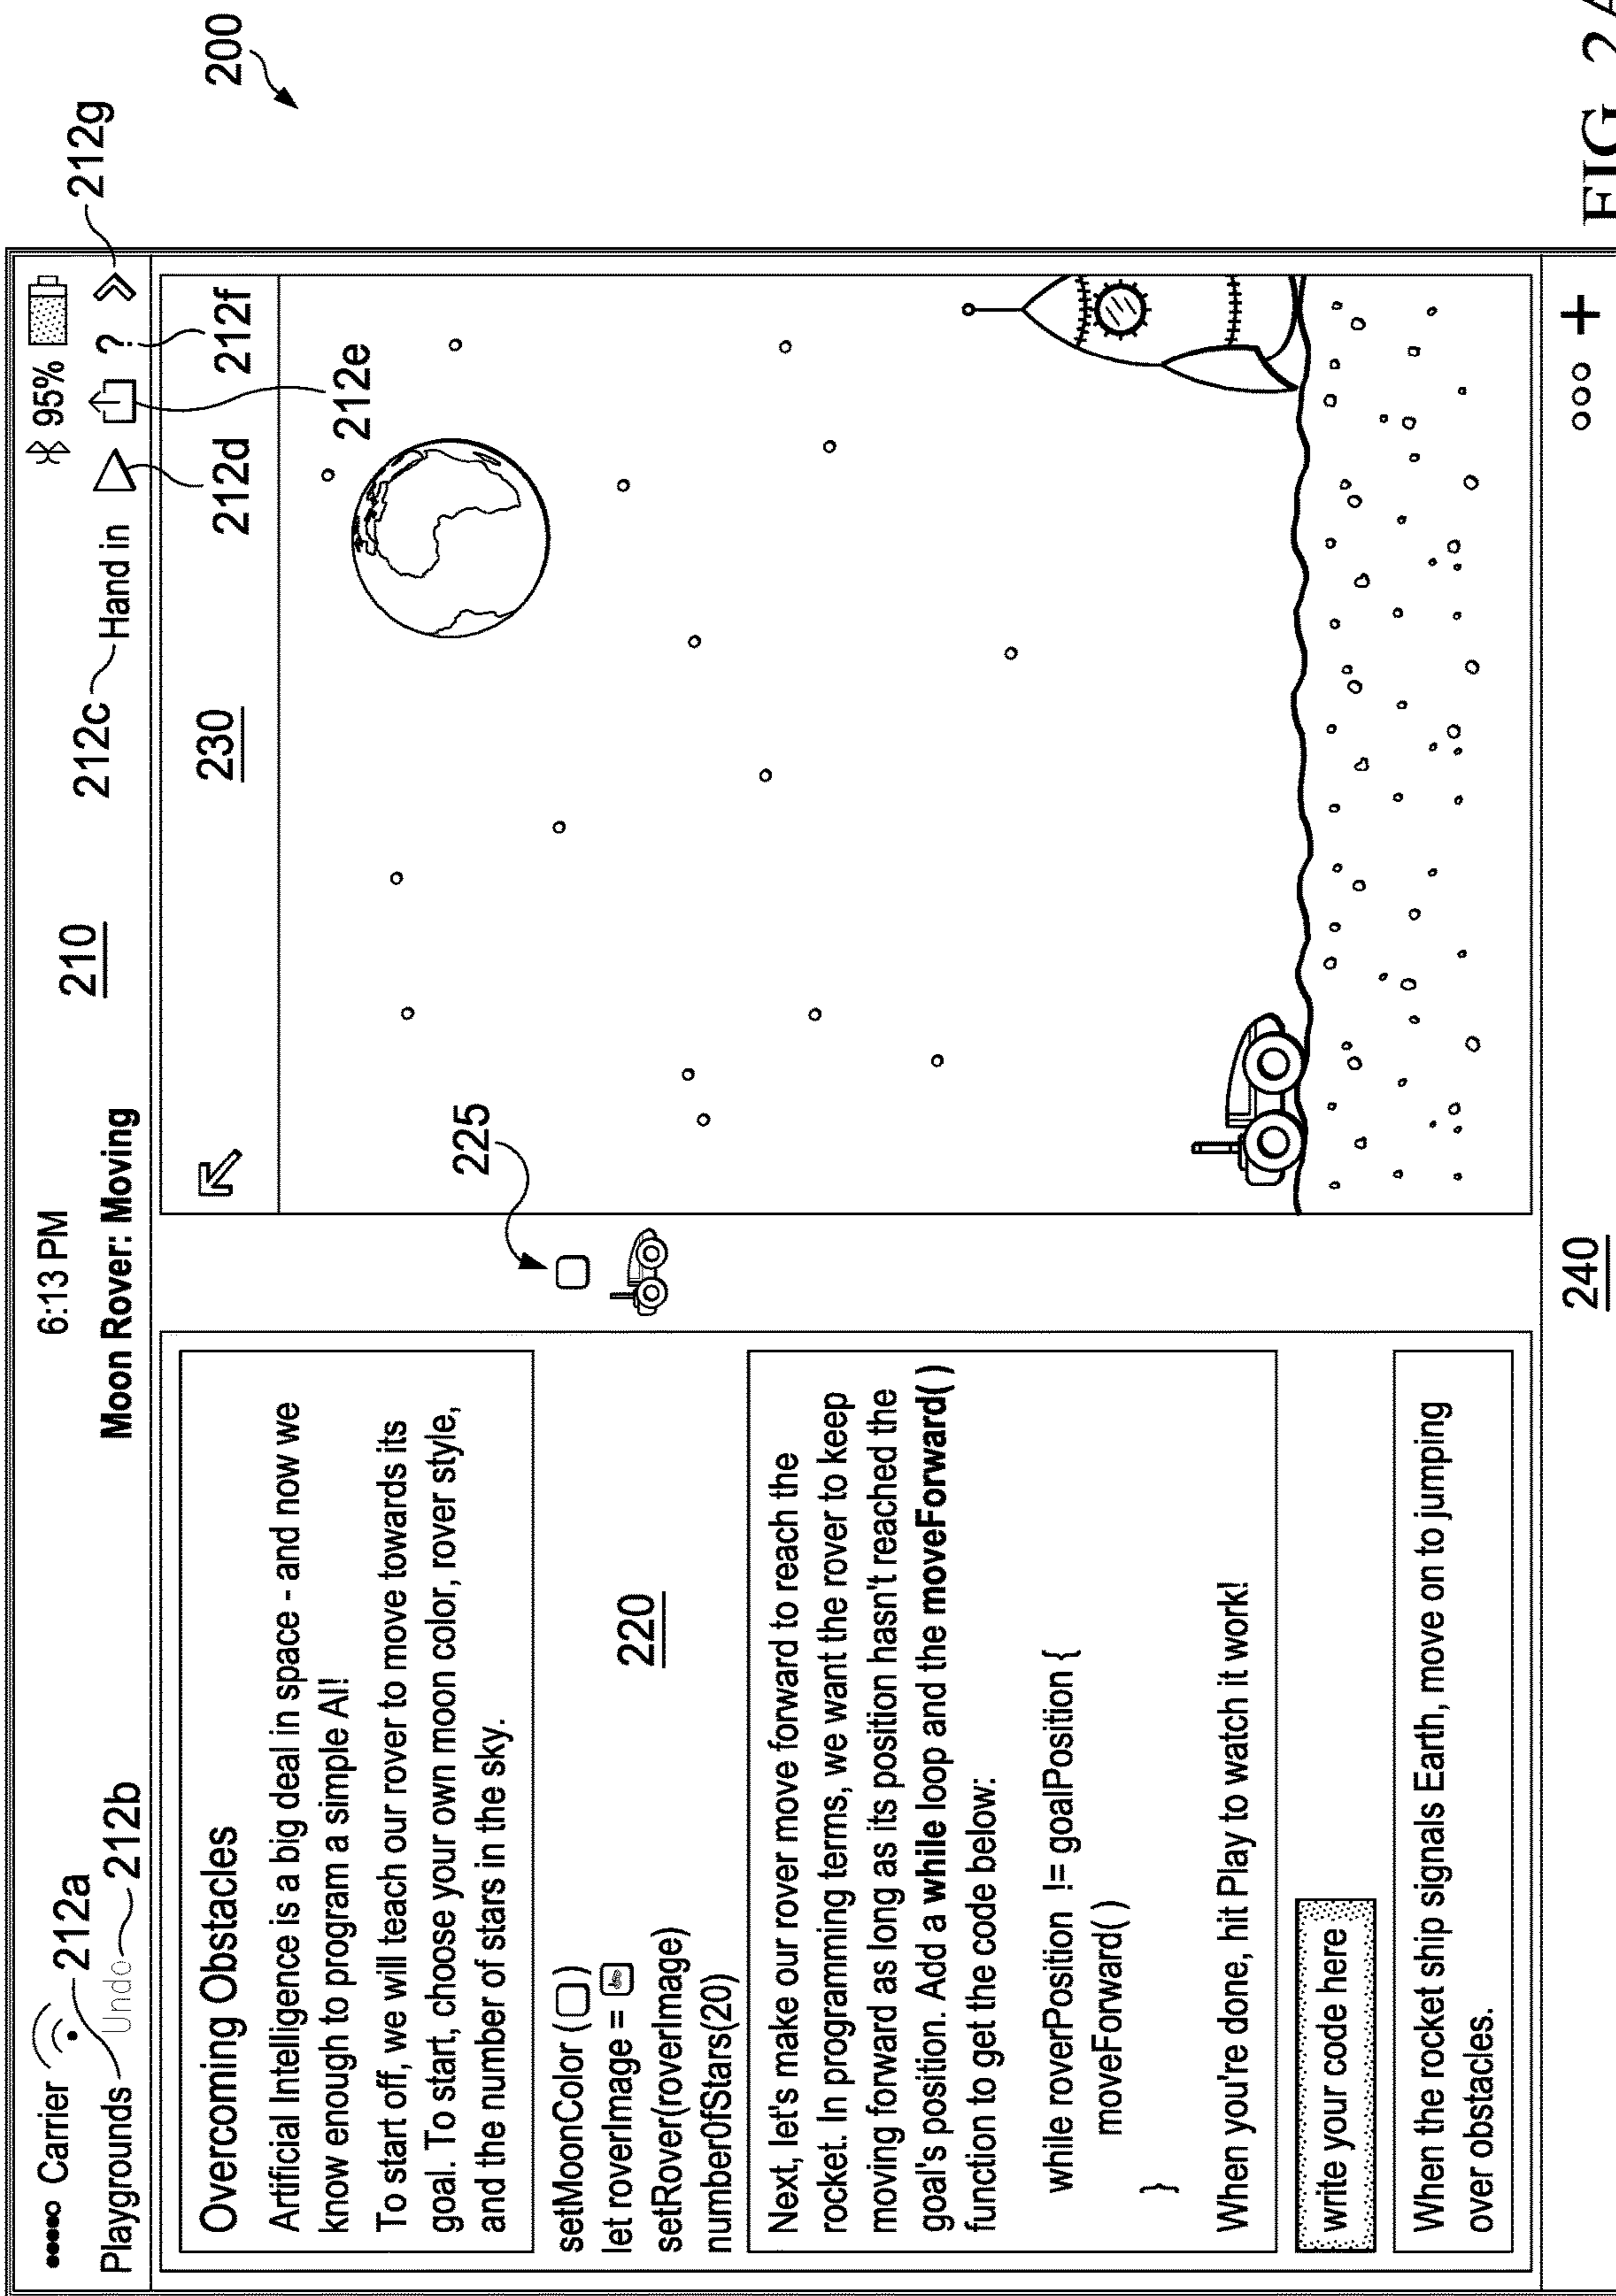 200
Carrier
6:13 PM
95%
212a
210
212c
212g
Playgrounds
Undo
212b
Moon Rover: Moving
Hand in
?
230
212d
212f
212e
Overcoming Obstacles
Artificial Intelligence is a big deal in space - and now we
know enough to program a simple AI!
To start off, we will teach our rover to move towards its
goal. To start, choose your own moon color, rover style,
and the number of stars in the sky.
setMoonColor ( )
let roverImage =
setRover(roverImage)
number0fStars(20)
220
225
Next, let's make our rover move forward to reach the
rocket. In programming terms, we want the rover to keep
moving forward as long as its position hasn't reached the
goal's position. Add a while loop and the moveForward( )
function to get the code below:
while roverPosition != goalPosition {
moveForward( )
}
When you're done, hit Play to watch it work!
write your code here
When the rocket ship signals Earth, move on to jumping
over obstacles.
240
+
FIG. 2A